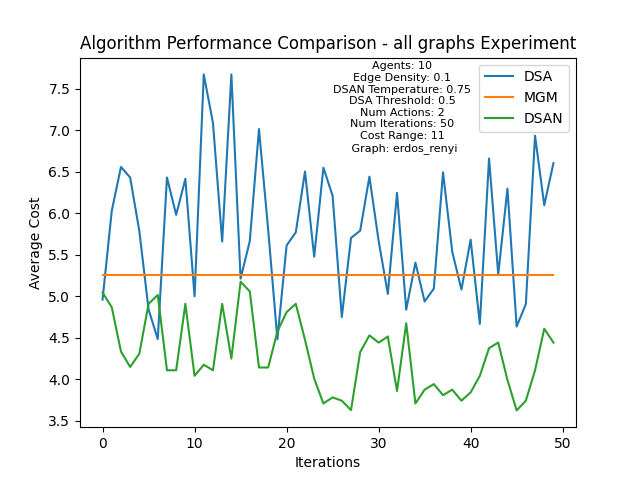 Algorithm Performance Comparison - all graphs Experiment
Agents: 10
Edge Density: 0.1
DSAN Temperature: 0.75
DSA Threshold: 0.5
Num Actions: 2
Num Iterations: 50
Cost Range: 11
Graph: erdos_renyi
DSA
MGM
DSAN
Average Cost
7.5
7.0
6.5
6.0
5.5
5.0
4.5
4.0
3.5
0 10 20 30 40 50
Iterations